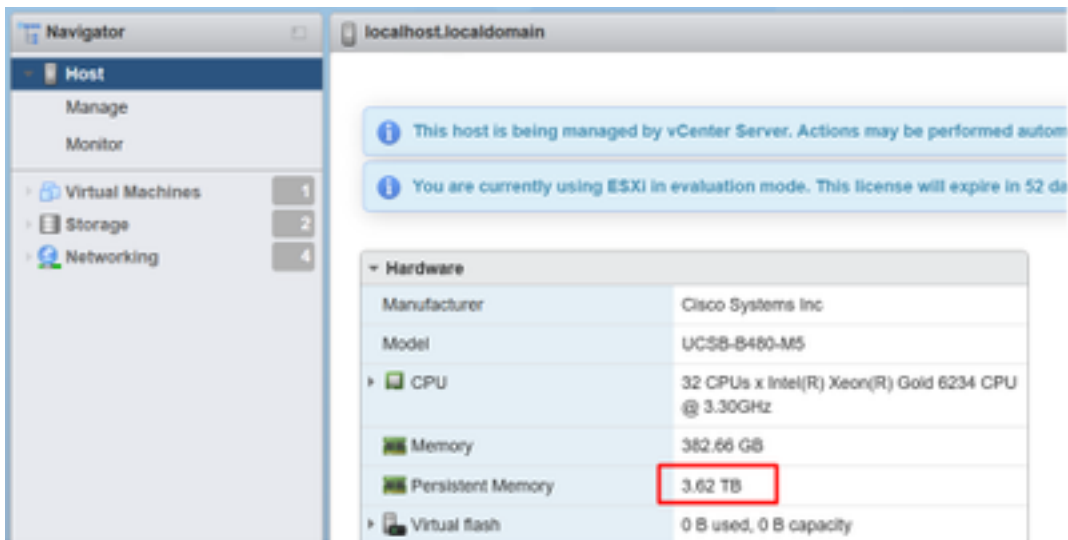 Navigator
localhost.localdomain
Host
Manage
Monitor
Virtual Machines 1
Storage 2
Networking 4
This host is being managed by vCenter Server. Actions may be performed autom
You are currently using ESXi in evaluation mode. This license will expire in 52 da
Hardware
Manufacturer Cisco Systems Inc
Model UCSB-B480-M5
CPU 32 CPUs x Intel(R) Xeon(R) Gold 6234 CPU
@ 3.30GHz
Memory 382.66 GB
Persistent Memory 3.62 TB
Virtual flash 0 B used, 0 B capacity